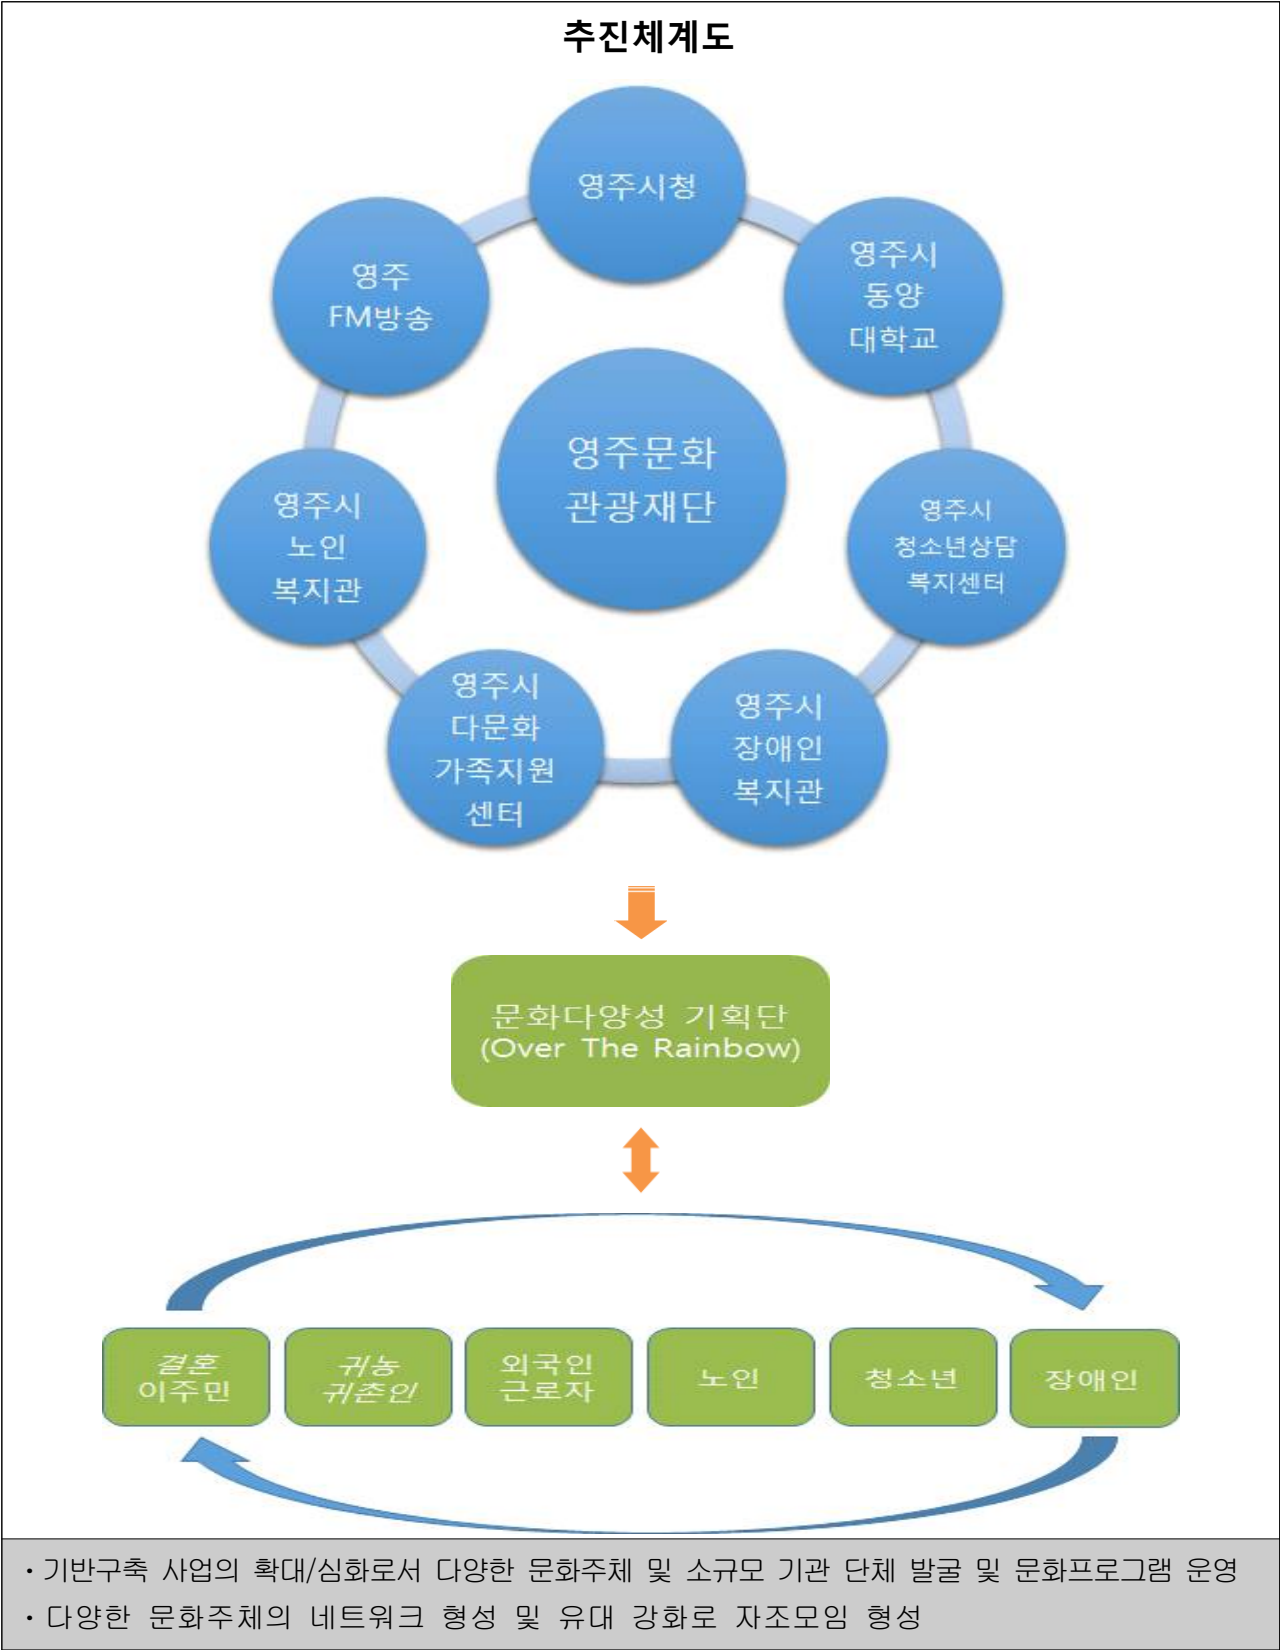 추진체계도
영주시청
영주
FM방송
영주시
동양
대학교
영주문화
관광재단
영주시
노인
복지관
영주시
청소년상담
복지센터
영주시
다문화
가족지원
센터
영주시
장애인
복지관
문화다양성 기획단
(Over The Rainbow)
결혼
이주민
귀농
귀촌인
외국인
근로자
노인
청소년
장애인
· 기반구축 사업의 확대/심화로서 다양한 문화주체 및 소규모 기관 단체 발굴 및 문화프로그램 운영
· 다양한 문화주체의 네트워크 형성 및 유대 강화로 자조모임 형성